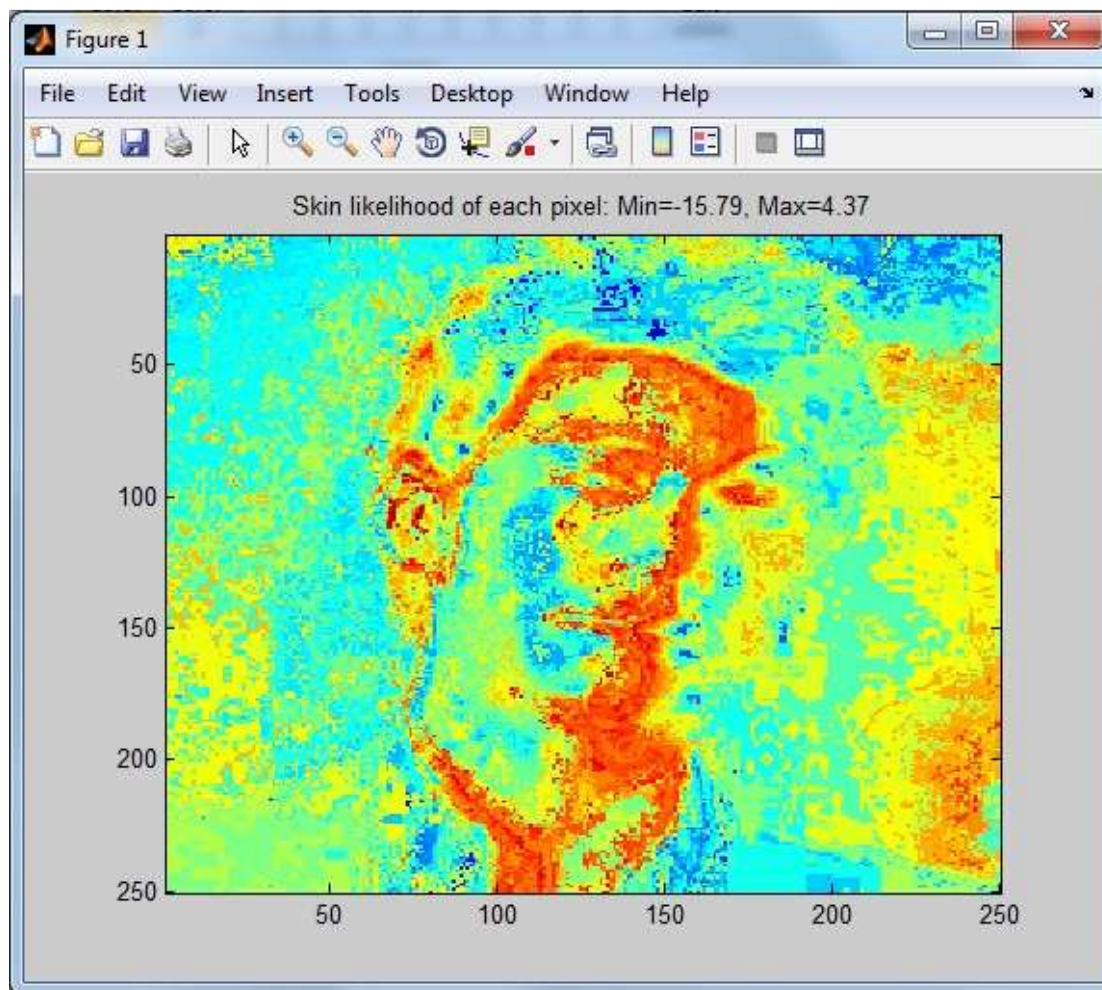 Figure 1
File Edit View Insert Tools Desktop Window Help
Skin likelihood of each pixel: Min=-15.79, Max=4.37
50
100
150
200
250
50 100 150 200 250